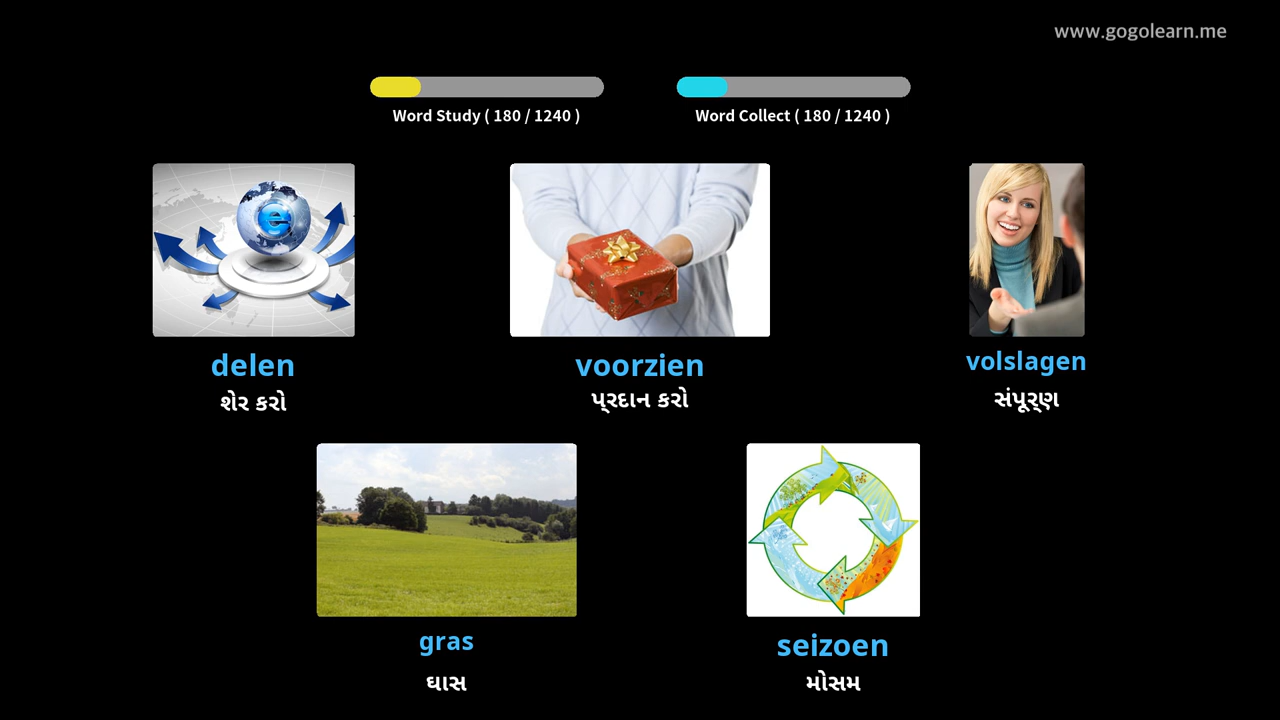 www.gogolearn.me
Word Study ( 180 / 1240 )
Word Collect ( 180 / 1240 )
e
delen
voorzien
volslagen
શેર કરો
પ્રદાન કરો
સંપૂર્ણ
gras
seizoen
ઘાસ
મોસમ